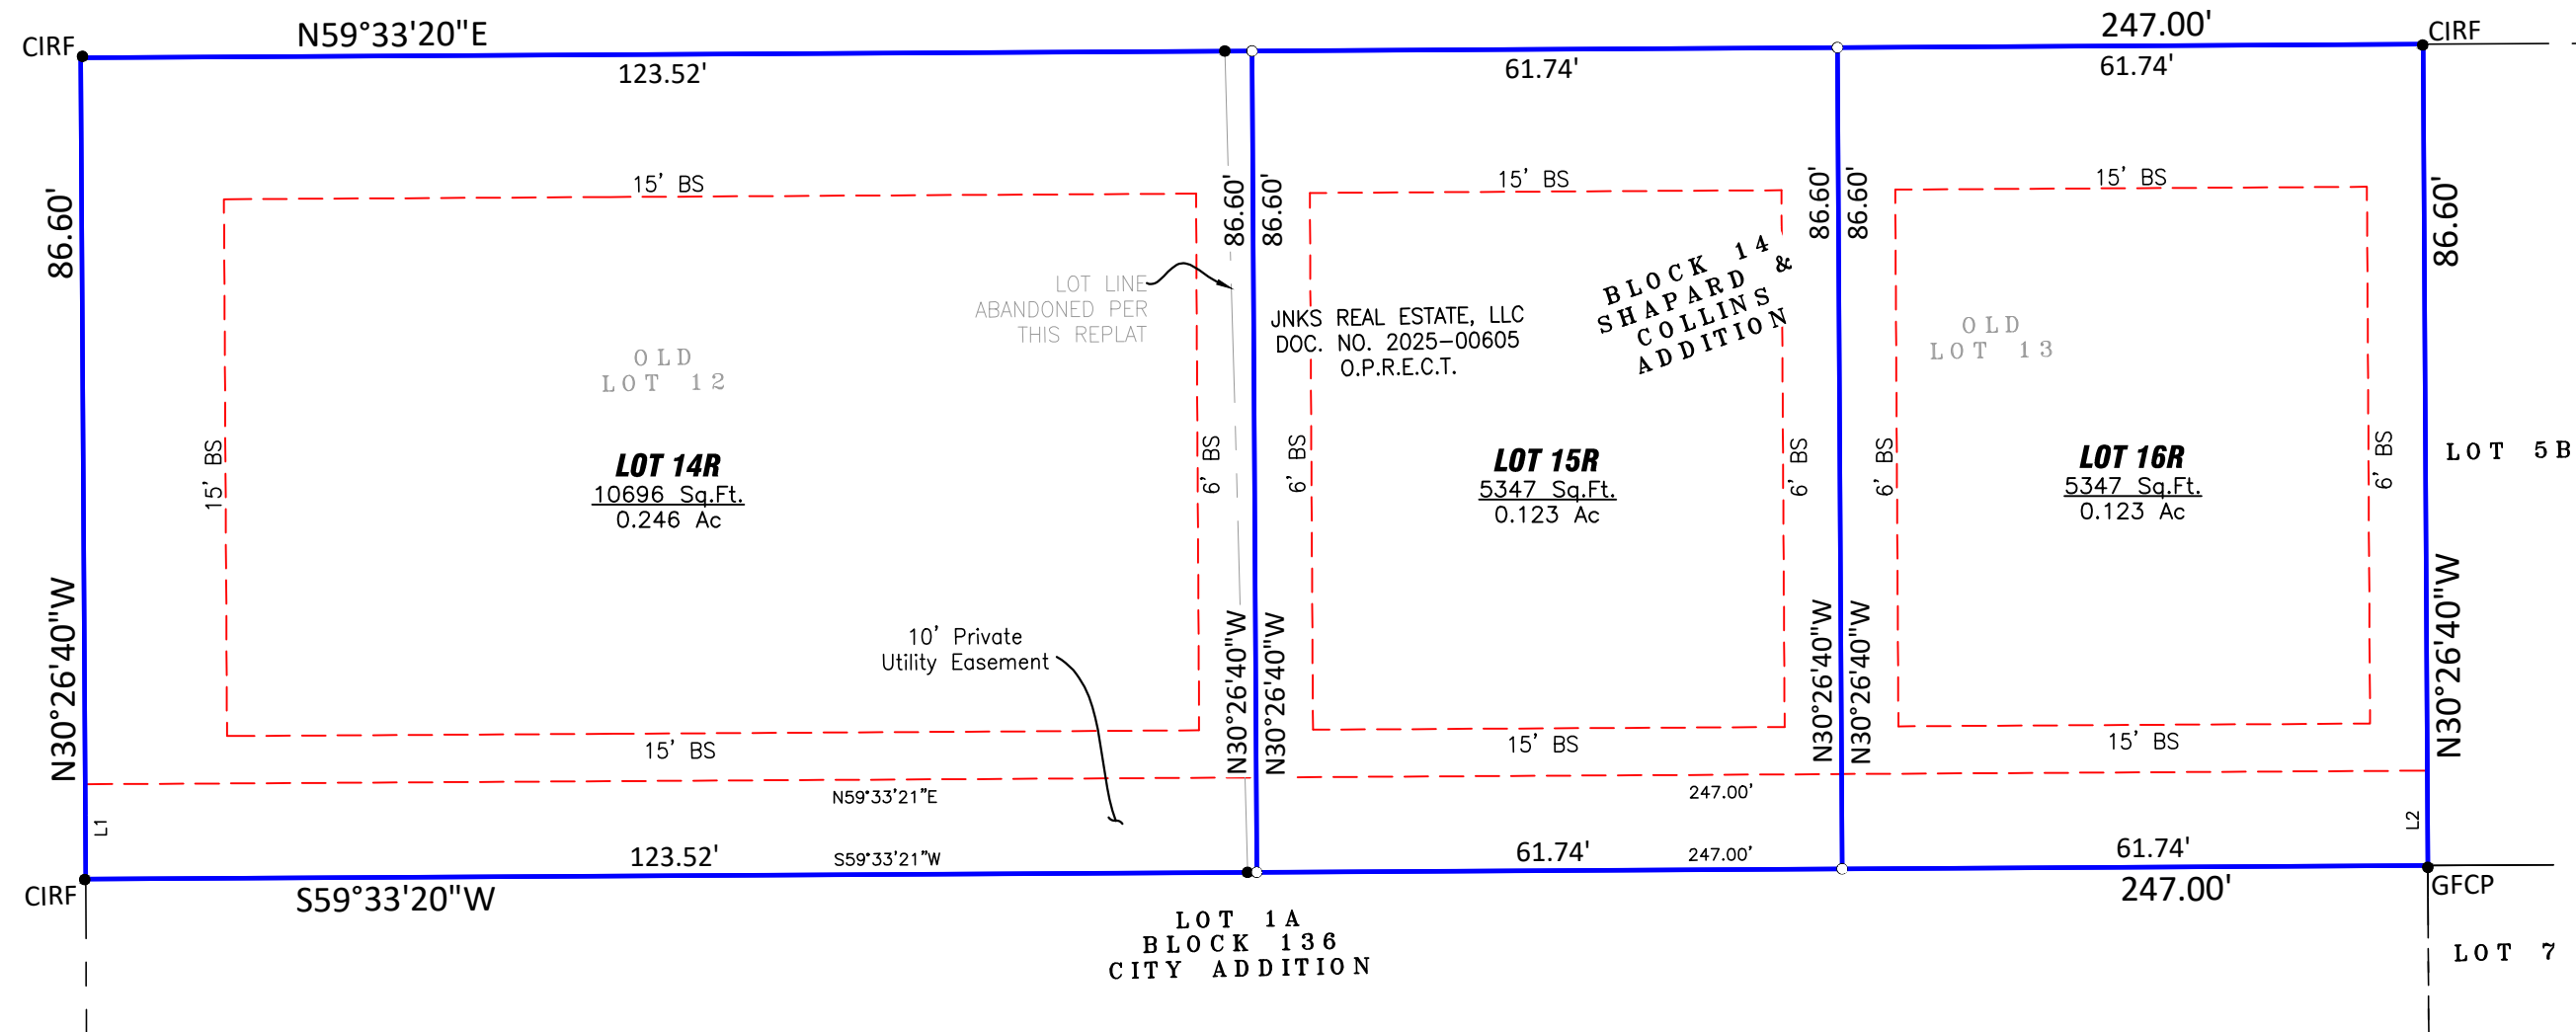 CIRF
N59°33'20"E
247.00'
CIRF
123.52'
61.74'
61.74'
15' BS
15' BS
15' BS
86.60'
86.60'
86.60'
86.60'
86.60'
86.60'
LOT LINE
ABANDONED PER
THIS REPLAT
BLOCK 14
SHAPARD &
COLLINS
ADDITION
JNKS REAL ESTATE, LLC
DOC. NO. 2025-00605
O.P.R.E.C.T.
OLD
LOT 12
OLD
LOT 13
15' BS
LOT 14R
10696 Sq.Ft.
0.246 Ac
6' BS
6' BS
LOT 15R
5347 Sq.Ft.
0.123 Ac
6' BS
6' BS
LOT 16R
5347 Sq.Ft.
0.123 Ac
6' BS
LOT 5B
10' Private
Utility Easement
N30°26'40"W
N30°26'40"W
N30°26'40"W
N30°26'40"W
N30°26'40"W
N30°26'40"W
15' BS
15' BS
15' BS
N59°33'21"E
247.00'
L1
L2
123.52'
S59°33'21"W
61.74'
247.00'
61.74'
CIRF
S59°33'20"W
247.00'
GFCP
LOT 1A
BLOCK 136
CITY ADDITION
LOT 7